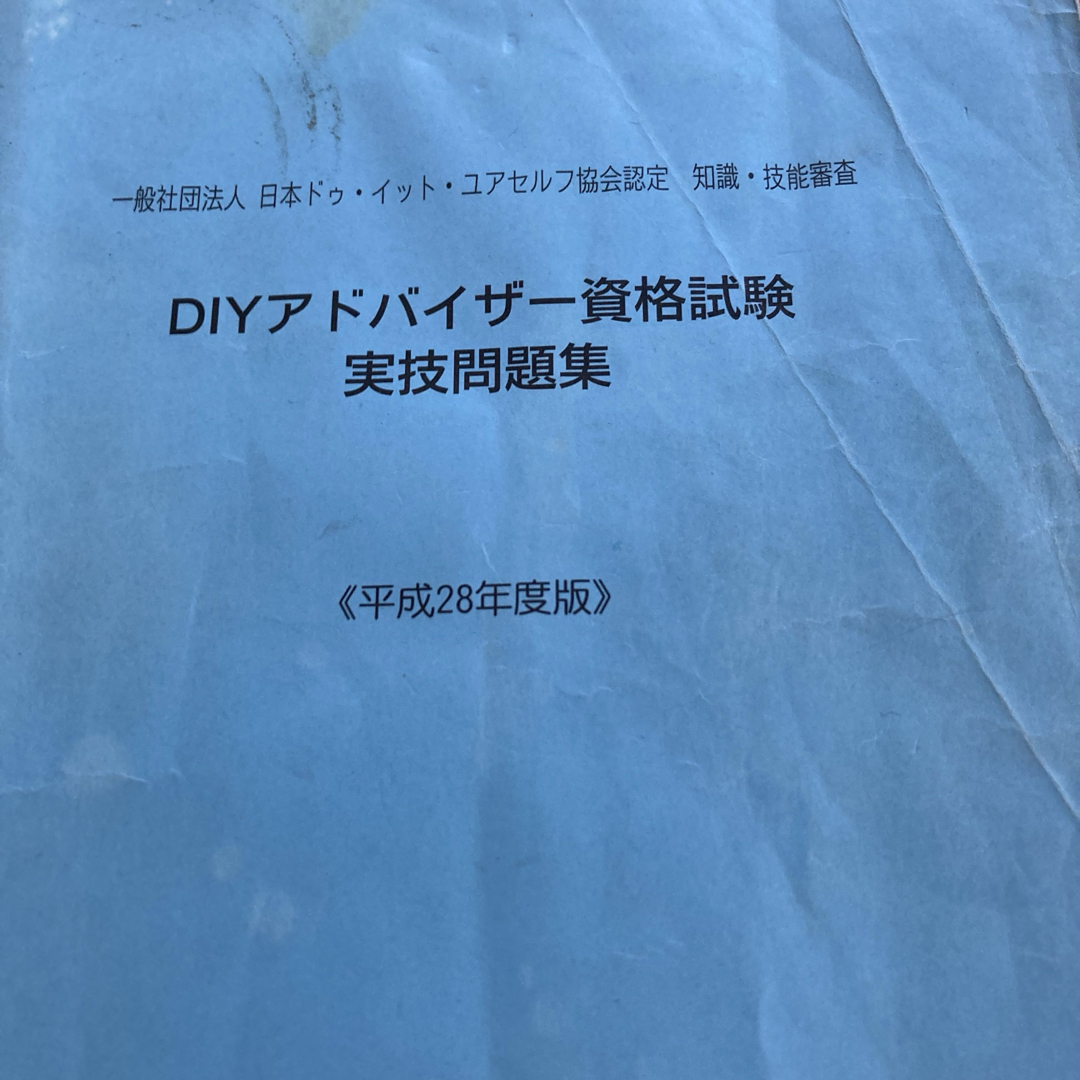 一般社団法人 日本ドゥ・イット・ユアセルフ協会認定　知識・技能審査
DIYアドバイザー資格試験
実技問題集
《平成28年度版》